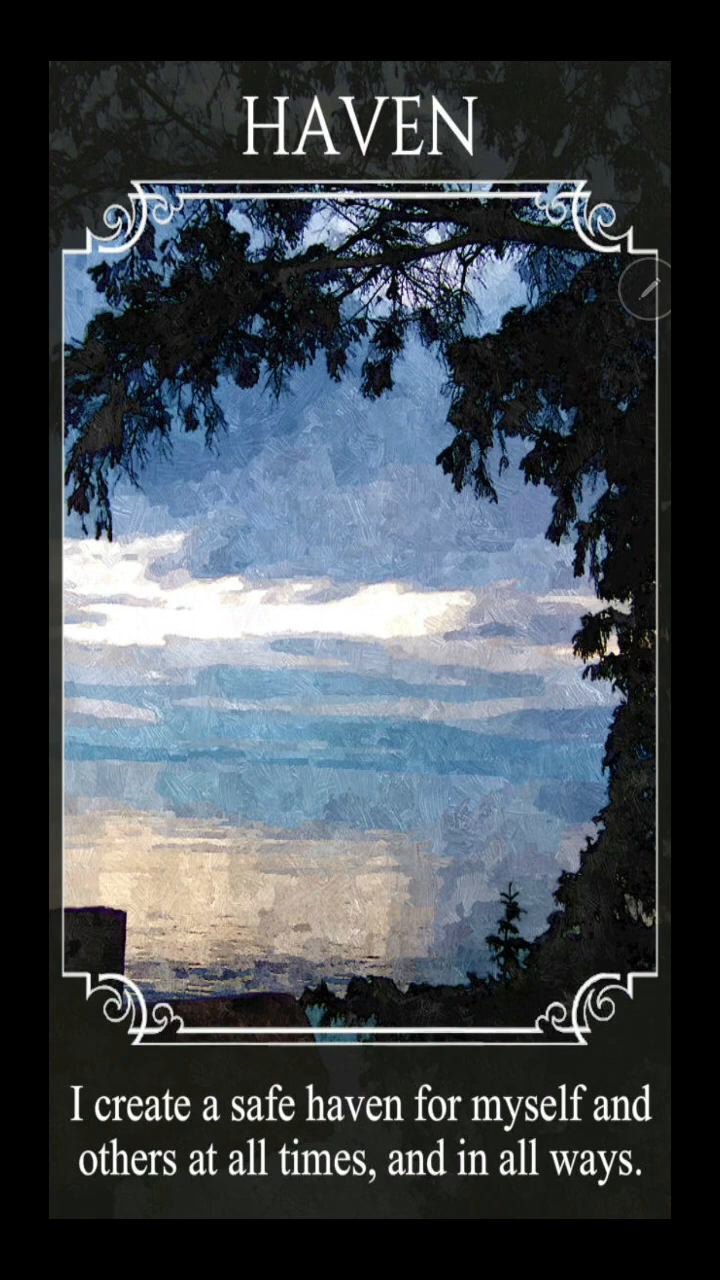 HAVEN
I create a safe haven for myself and
others at all times, and in all ways.